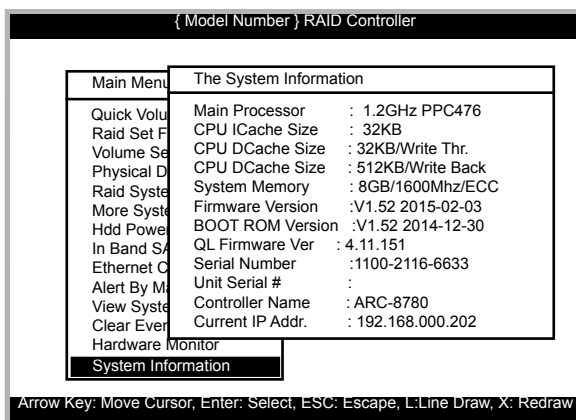 { Model Number } RAID Controller
Main Menu
Quick Volu
Raid Set F
Volume Se
Physical D
Raid Syste
More Syste
Hdd Power
In Band SA
Ethernet C
Alert By Ma
View Syste
Clear Even
Hardware Monitor
System Information
The System Information
Main Processor : 1.2GHz PPC476
CPU ICache Size : 32KB
CPU DCache Size : 32KB/Write Thr.
CPU DCache Size : 512KB/Write Back
System Memory : 8GB/1600Mhz/ECC
Firmware Version :V1.52 2015-02-03
BOOT ROM Version :V1.52 2014-12-30
QL Firmware Ver : 4.11.151
Serial Number :1100-2116-6633
Unit Serial # :
Controller Name : ARC-8780
Current IP Addr. : 192.168.000.202
Arrow Key: Move Cursor, Enter: Select, ESC: Escape, L:Line Draw, X: Redraw